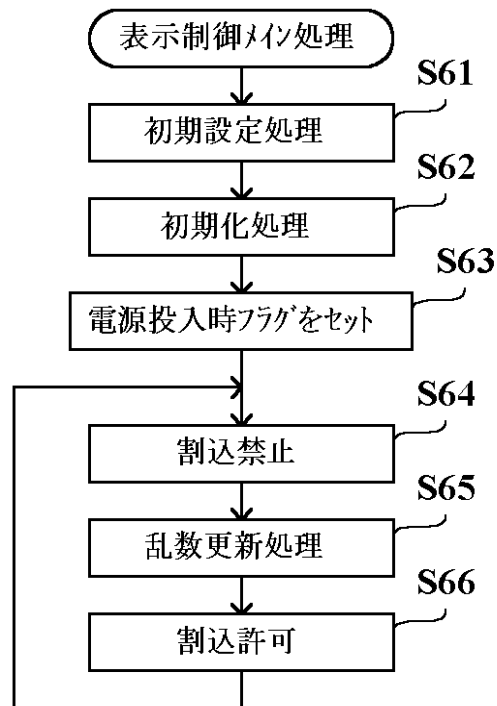 表示制御ﾒｲﾝ処理
S61
初期設定処理
S62
初期化処理
S63
電源投入時ﾌﾗｸﾞをセット
S64
割込禁止
S65
乱数更新処理
S66
割込許可